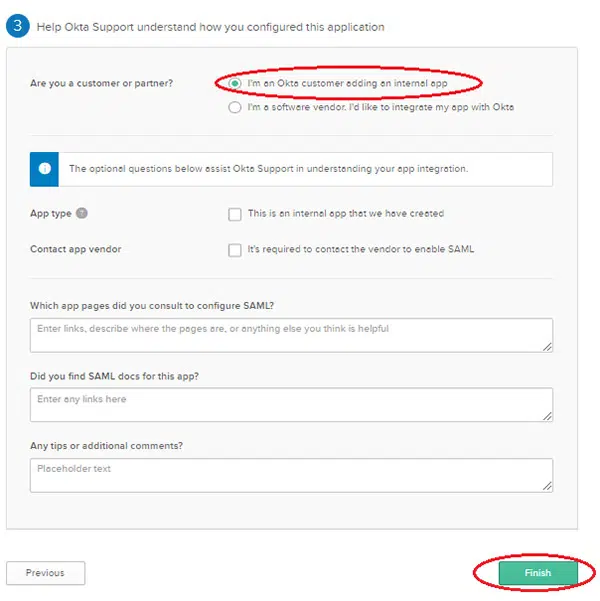 3 Help Okta Support understand how you configured this application
Are you a customer or partner? I'm an Okta customer adding an internal app
I'm a software vendor. I'd like to integrate my app with Okta
The optional questions below assist Okta Support in understanding your app integration.
App type ? This is an internal app that we have created
Contact app vendor It's required to contact the vendor to enable SAML
Which app pages did you consult to configure SAML?
Enter links, describe where the pages are, or anything else you think is helpful
Did you find SAML docs for this app?
Enter any links here
Any tips or additional comments?
Placeholder text
Previous Finish